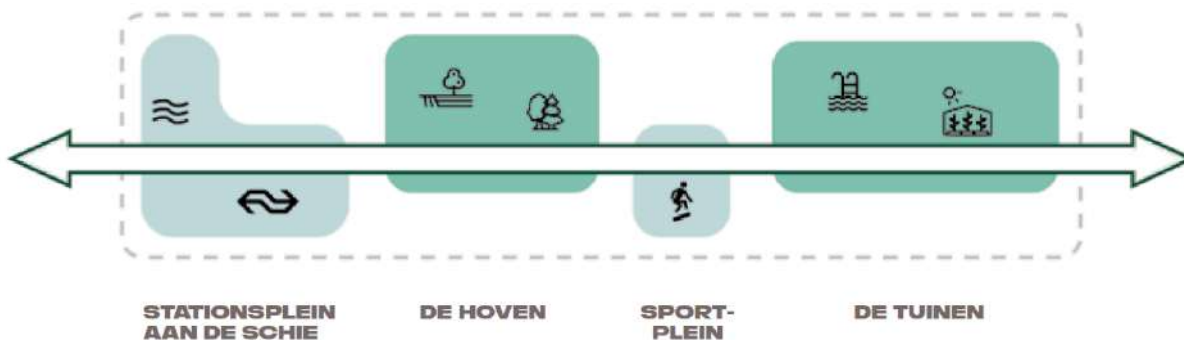 STATIONSPLEIN
AAN DE SCHIE
DE HOVEN
SPORT-
PLEIN
DE TUINEN